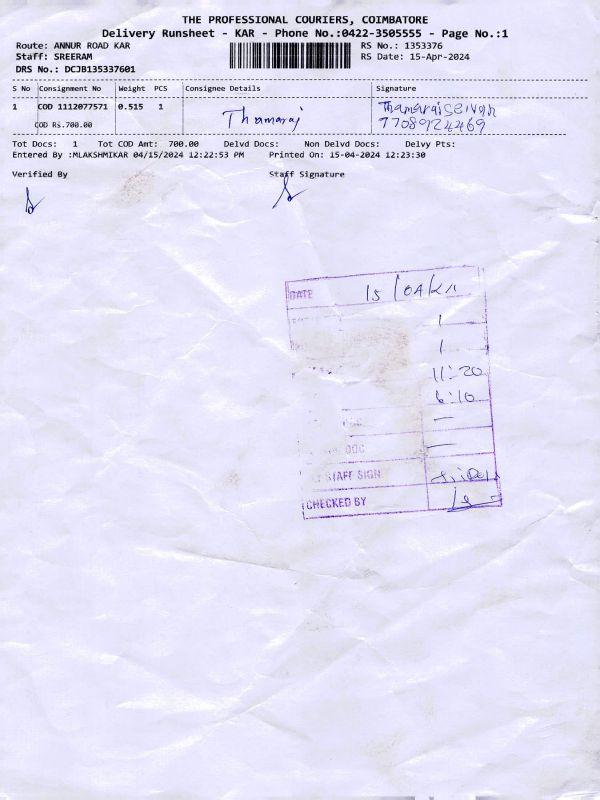 THE PROFESSIONAL COURIERS, COIMBATORE
Delivery Runsheet - KAR - Phone No.:0422-3505555 - Page No.:1
Route: ANNUR ROAD KAR
Staff: SREERAM
DRS No.: DCJB135337601
RS No.: 1353376
RS Date: 15-Apr-2024
S No Consignment No Weight PCS Consignee Details Signature
1 COD 1112077571 0.515 1
COD Rs.700.00
Thamaraj
Thamaraiselvan
7708924469
Tot Docs: 1 Tot COD Amt: 700.00 Delvd Docs: Non Delvd Docs: Delvy Pts:
Entered By :MLAKSHMIKAR 04/15/2024 12:22:53 PM Printed On: 15-04-2024 12:23:30
Verified By Staff Signature
DATE 15/04/24
1
1
11:20
6:10
DOC
STAFF SIGN
CHECKED BY